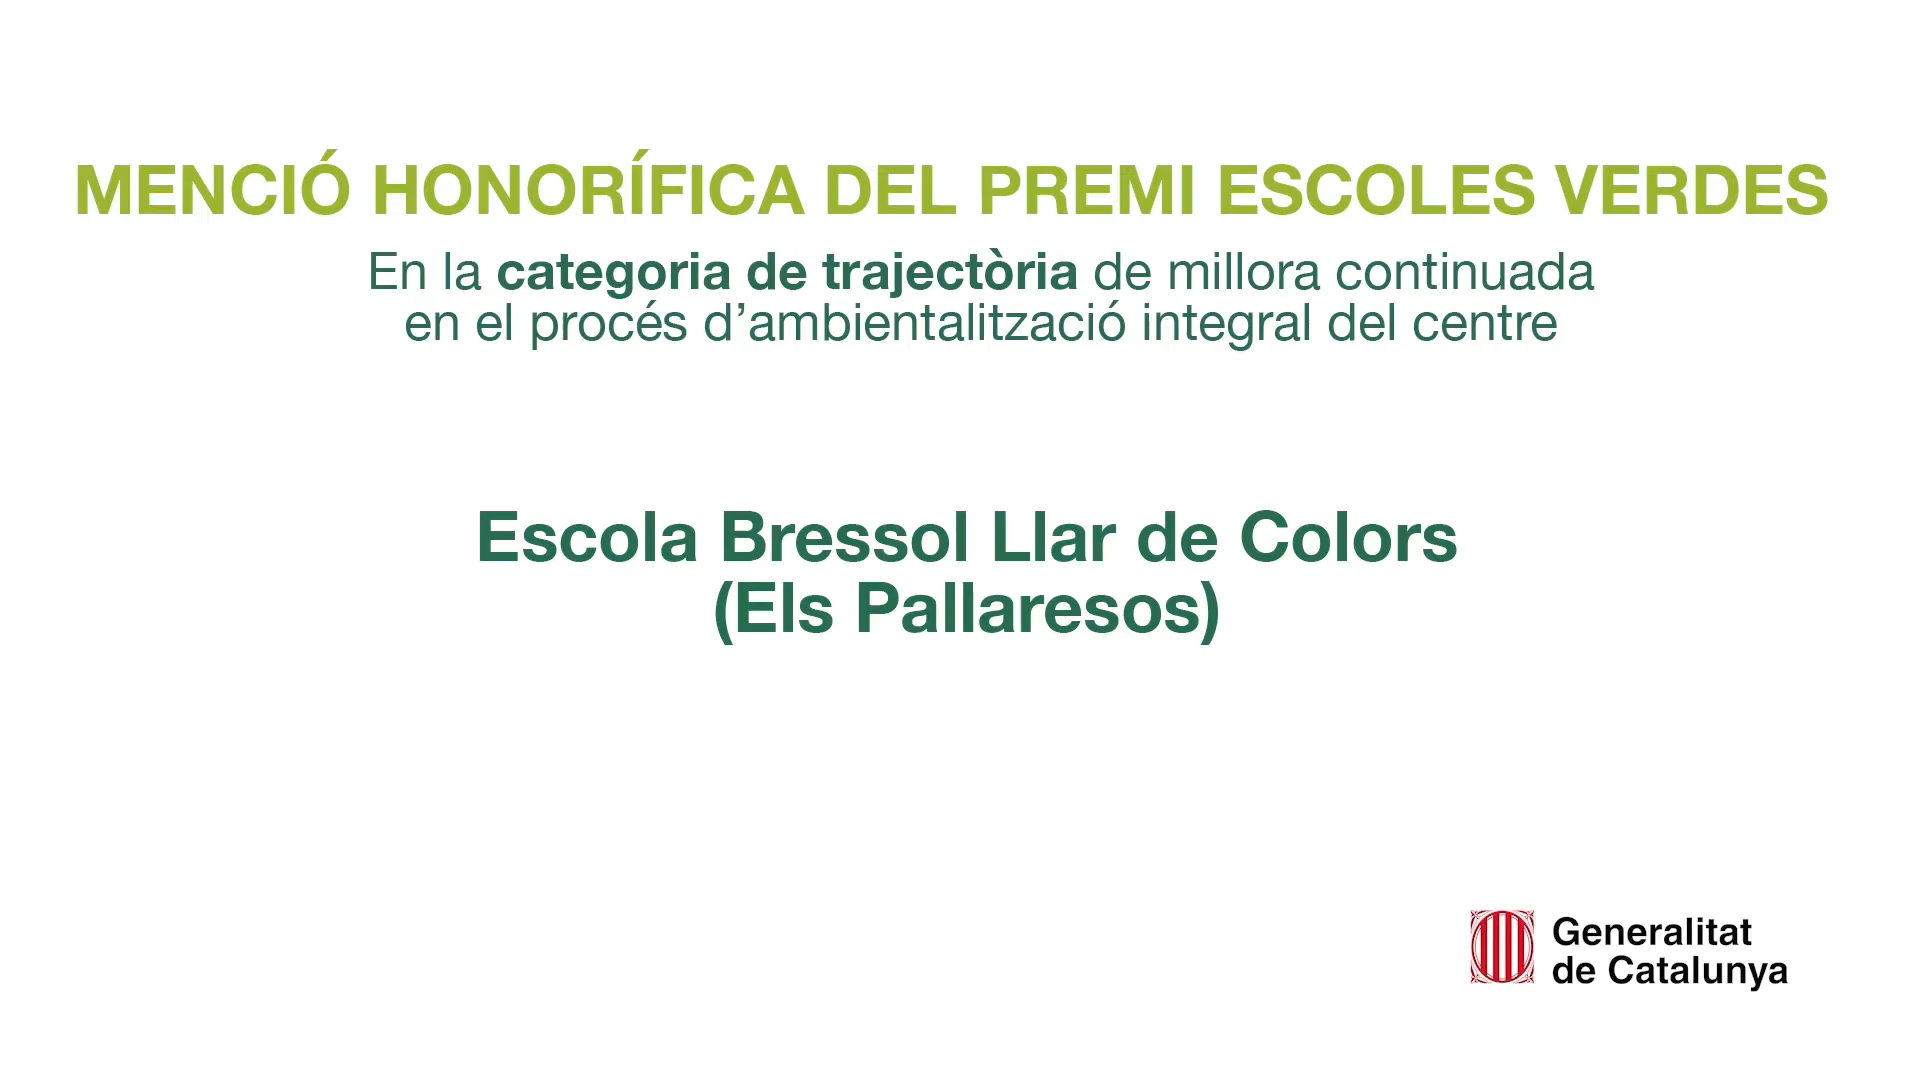 MENCIÓ HONORÍFICA DEL PREMI ESCOLES VERDES
En la categoria de trajectòria de millora continuada
en el procés d’ambientalització integral del centre
Escola Bressol Llar de Colors
(Els Pallaresos)
Generalitat
de Catalunya